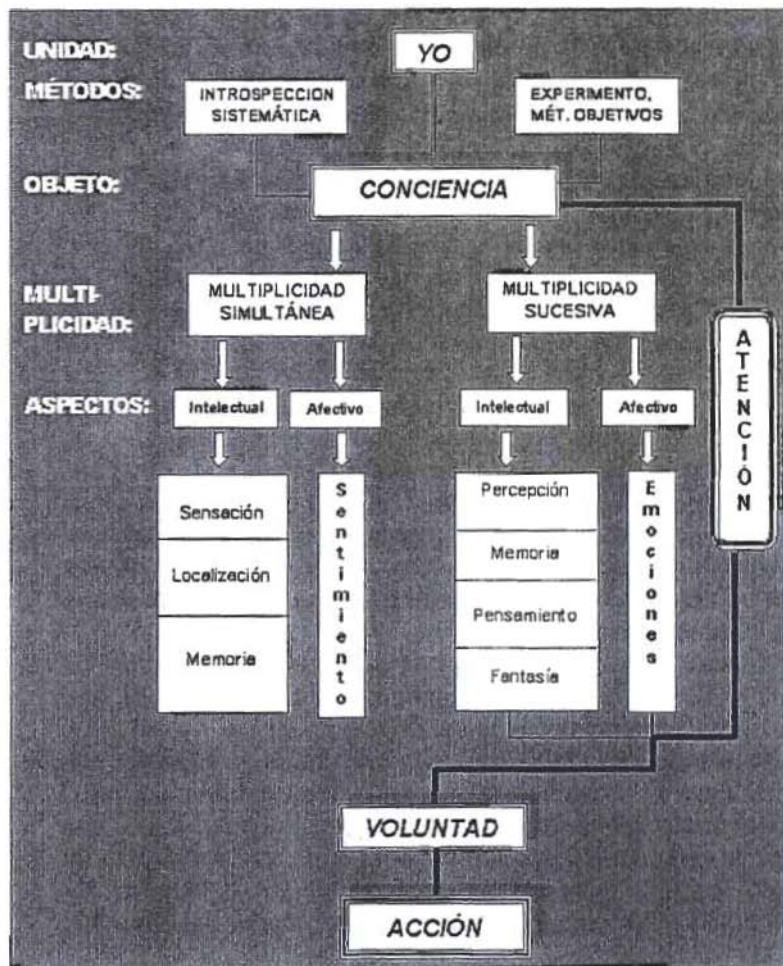 UNIDAD:
YO
MÉTODOS:
INTROSPECCION
SISTEMÁTICA
EXPERIMENTO,
MÉT. OBJETIVOS
OBJETO:
CONCIENCIA
MULTI-
PLICIDAD:
MULTIPLICIDAD
SIMULTÁNEA
MULTIPLICIDAD
SUCESIVA
ATENCIÓN
ASPECTOS:
Intelectual
Afectivo
Intelectual
Afectivo
Sensación
Localización
Memoria
Sentimiento
Percepción
Memoria
Pensamiento
Fantasía
Emociones
VOLUNTAD
ACCIÓN